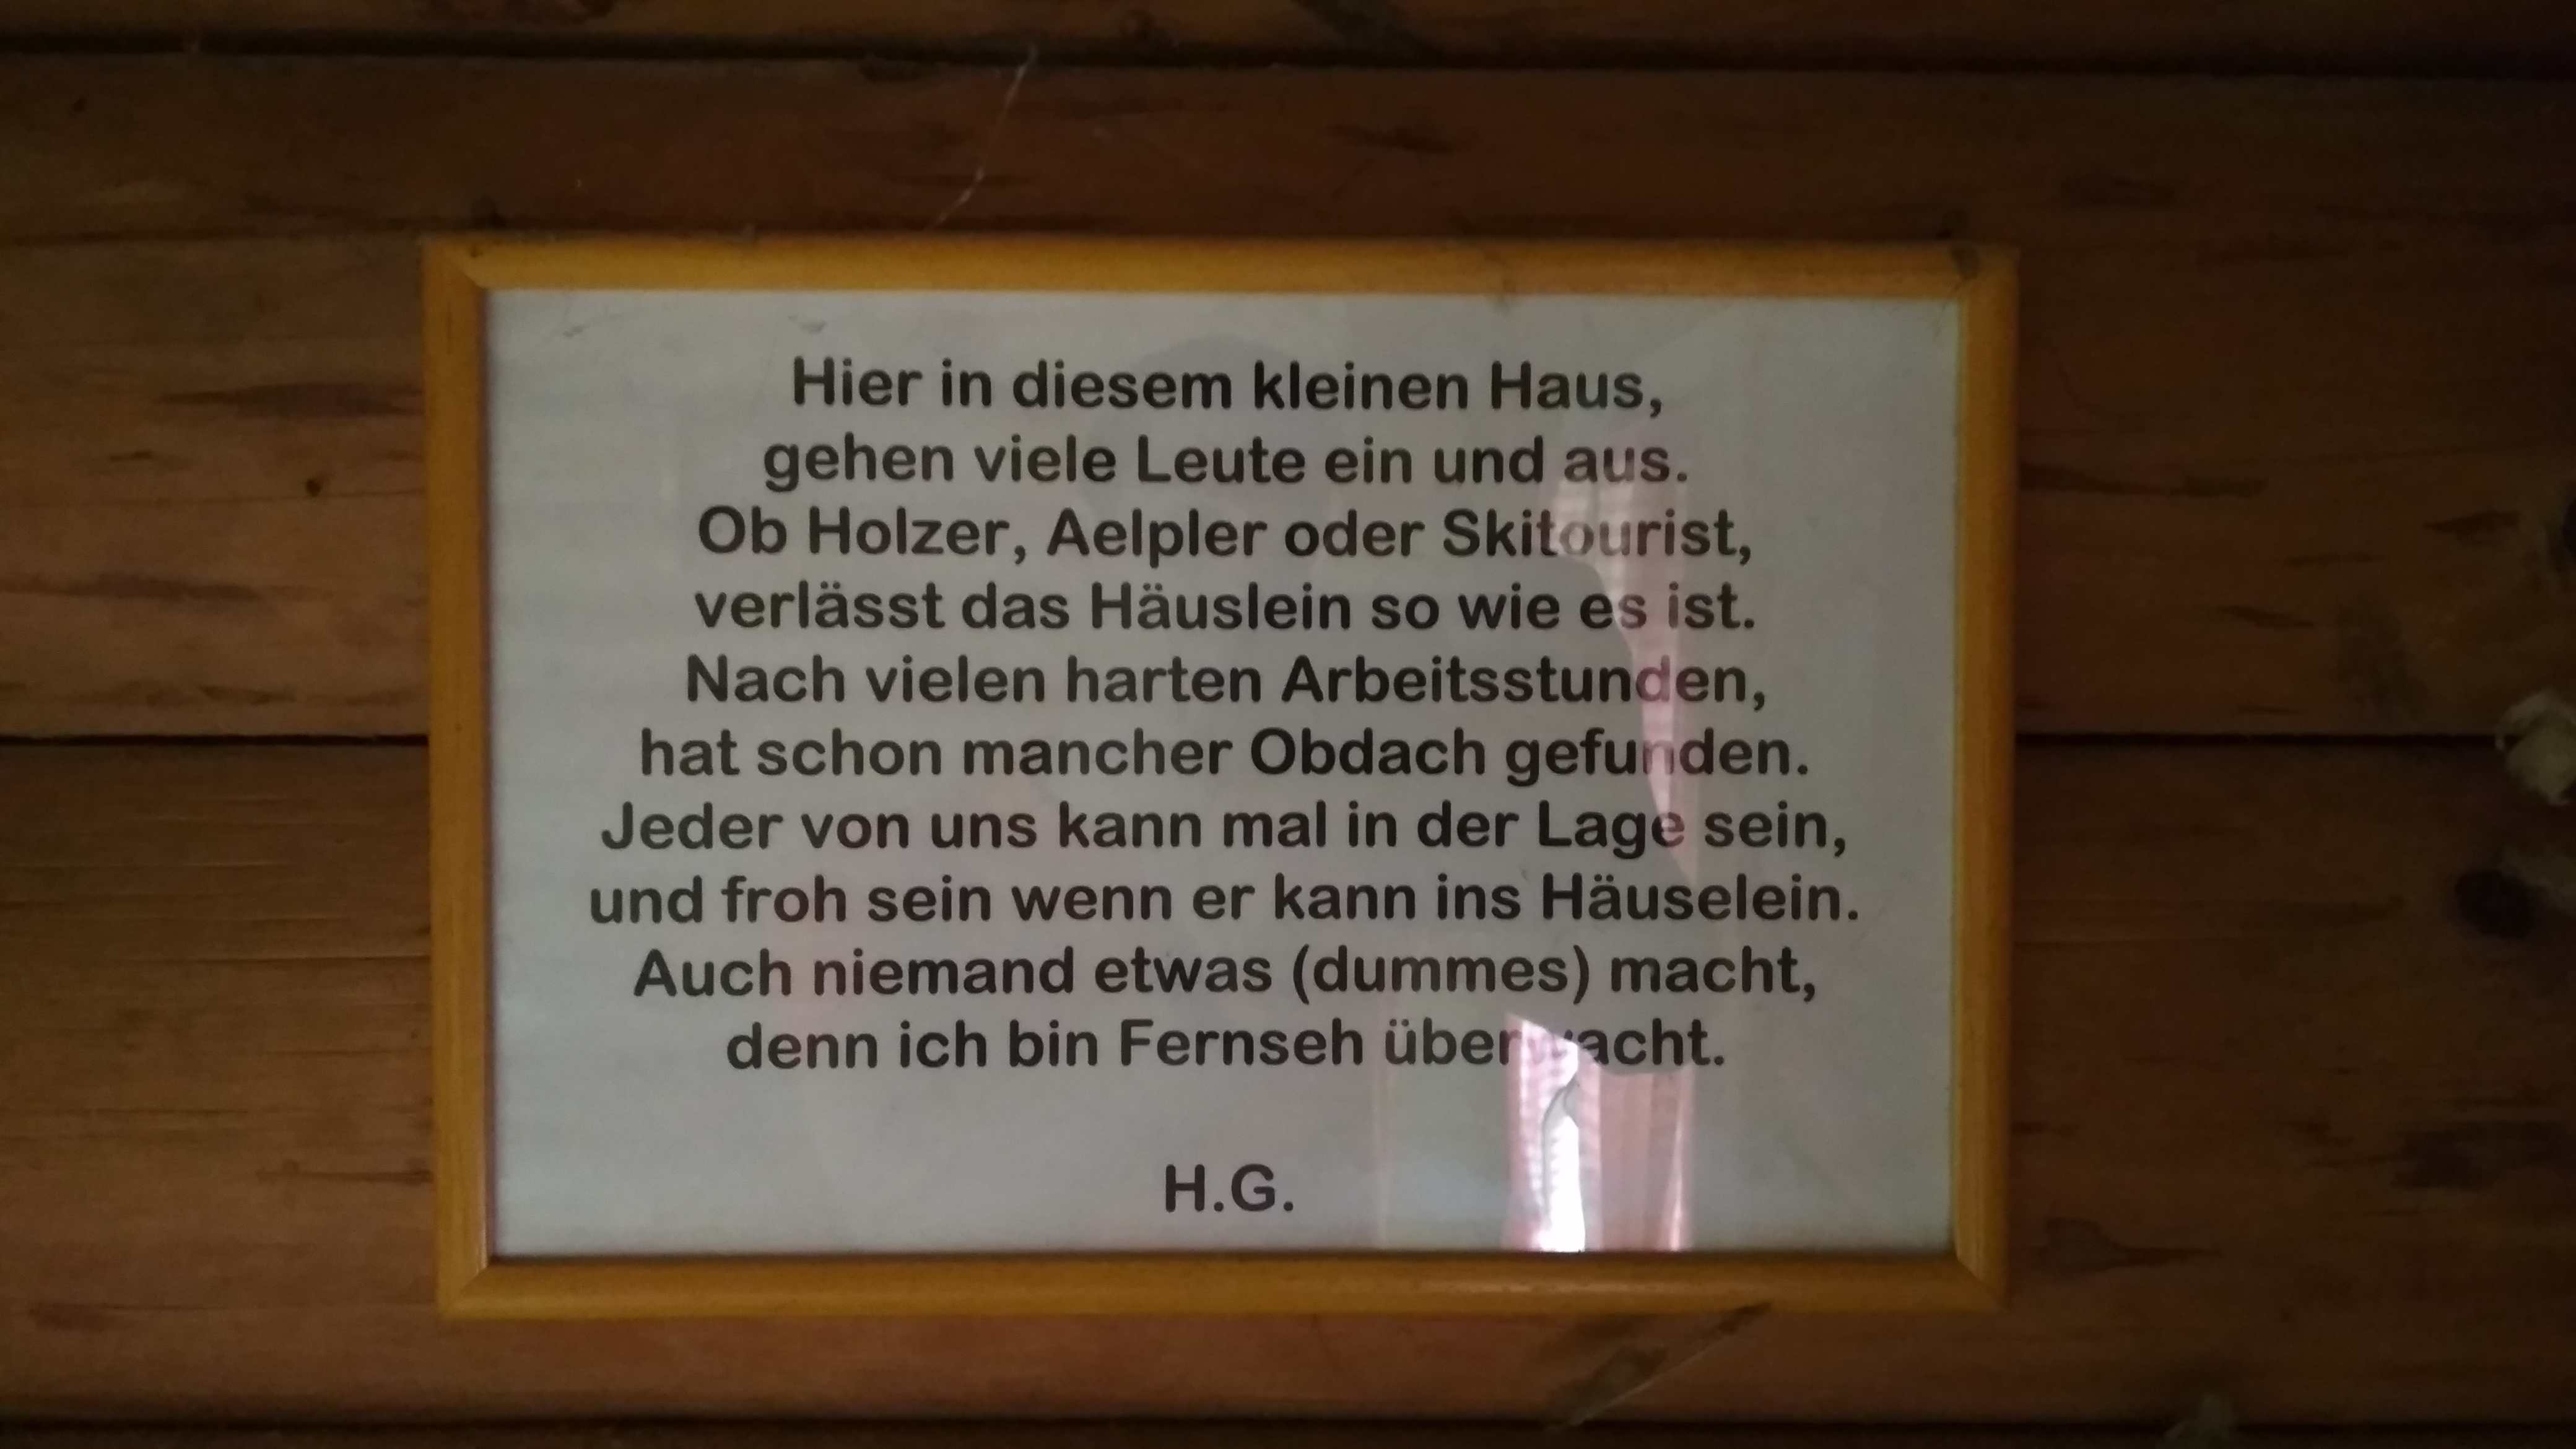 Hier in diesem kleinen Haus,
gehen viele Leute ein und aus.
Ob Holzer, Aelpler oder Skitourist,
verlässt das Häuslein so wie es ist.
Nach vielen harten Arbeitsstunden,
hat schon mancher Obdach gefunden.
Jeder von uns kann mal in der Lage sein,
und froh sein wenn er kann ins Häuselein.
Auch niemand etwas (dummes) macht,
denn ich bin Fernseh überwacht.
H.G.